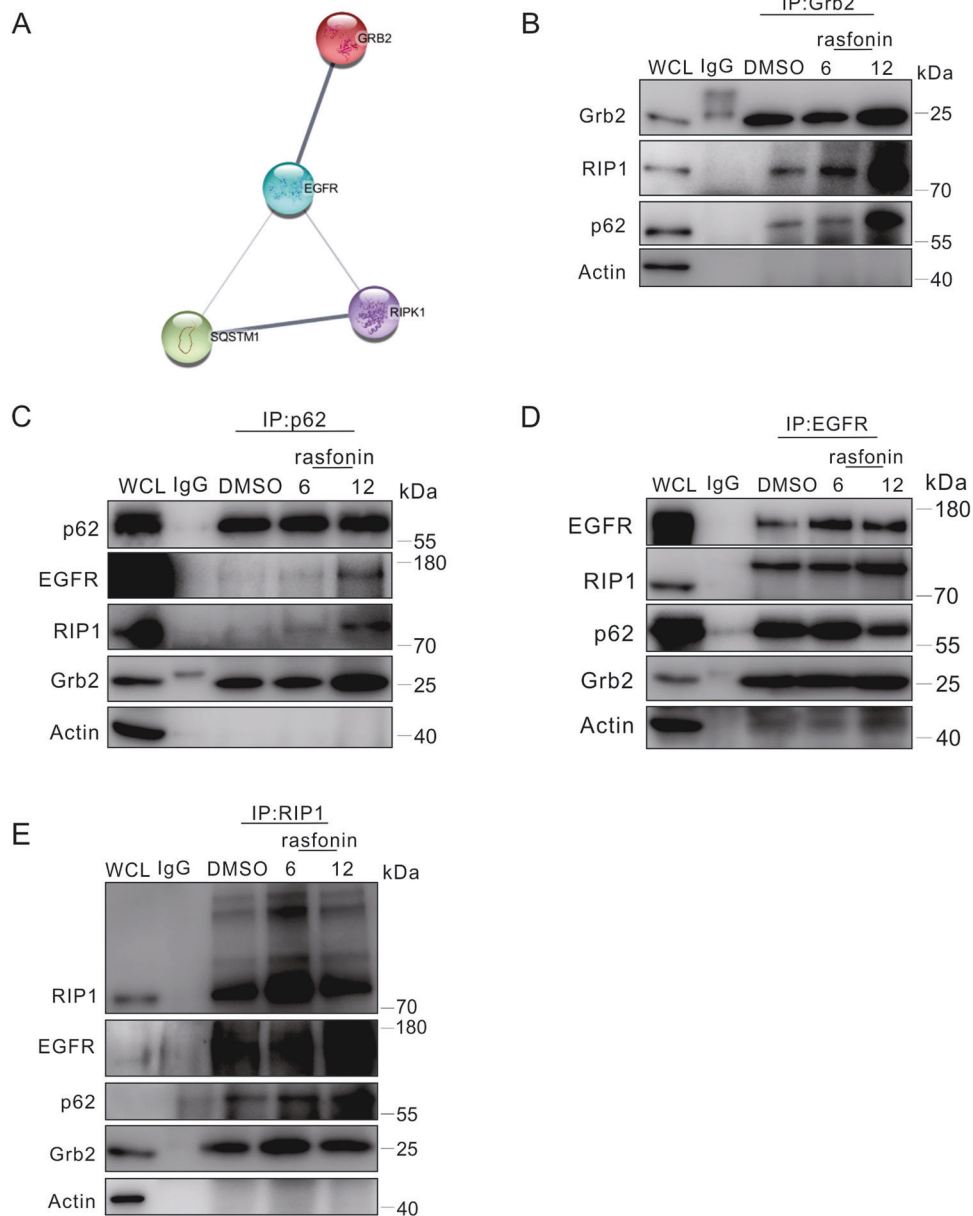 A
GRB2
EGFR
SQSTM1
RIPK1
B
IP:Grb2
rasfonin
WCL IgG DMSO 6 12 kDa
Grb2 25
RIP1 70
p62 55
Actin 40
C
IP:p62
rasfonin
WCL IgG DMSO 6 12 kDa
p62 55
EGFR 180
RIP1 70
Grb2 25
Actin 40
D
IP:EGFR
rasfonin
WCL IgG DMSO 6 12
EGFR 180
RIP1 70
p62 55
Grb2 25
Actin 40
E
IP:RIP1
rasfonin
WCL IgG DMSO 6 12 kDa
RIP1 70
EGFR 180
p62 55
Grb2 25
Actin 40